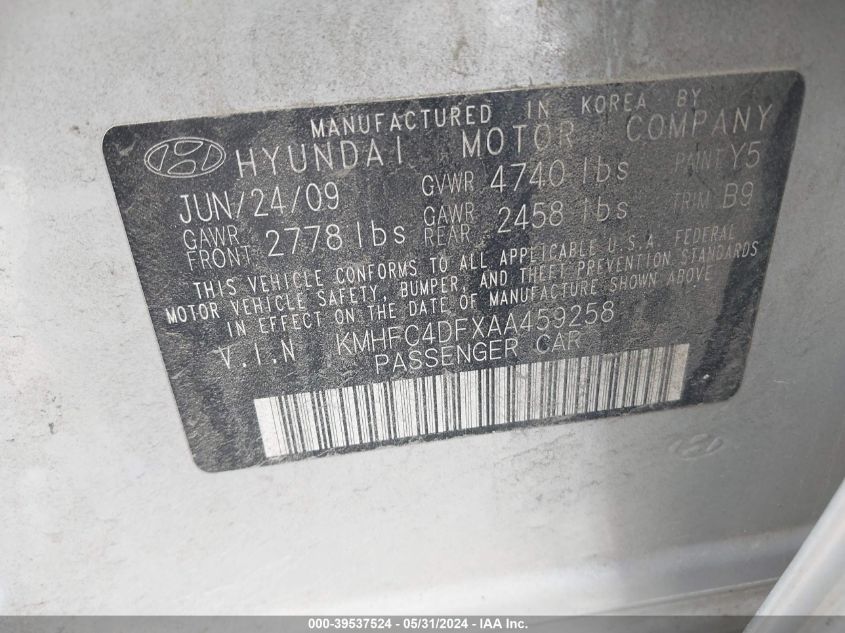 MANUFACTURED IN KOREA BY
HYUNDAI MOTOR COMPANY
JUN/24/09 GVWR 4740 lbs PAINT Y5
GAWR FRONT 2778 lbs GAWR REAR 2458 lbs TRIM B9
THIS VEHICLE CONFORMS TO ALL APPLICABLE U.S.A. FEDERAL
MOTOR VEHICLE SAFETY, BUMPER, AND THEFT PREVENTION STANDARDS
IN EFFECT ON THE DATE OF MANUFACTURE SHOWN ABOVE
V.I.N KMHFC4DFXAA459258
PASSENGER CAR
000-39537524 - 05/31/2024 - IAA Inc.